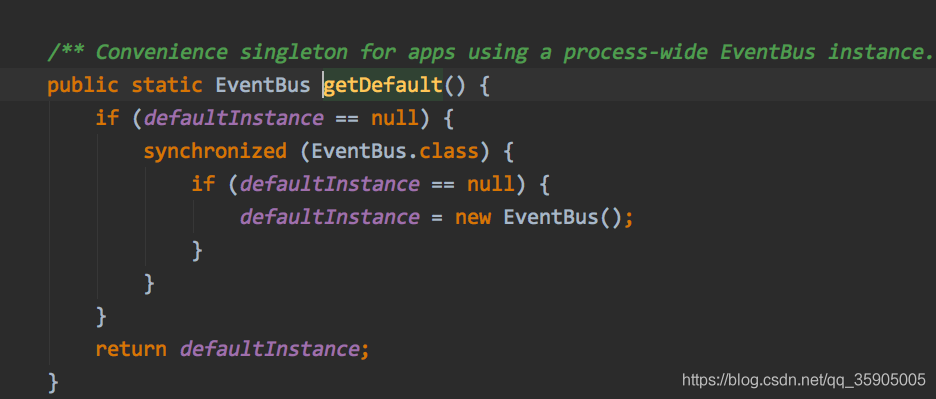 /** Convenience singleton for apps using a process-wide EventBus instance.
public static EventBus getDefault() {
if (defaultInstance == null) {
synchronized (EventBus.class) {
if (defaultInstance == null) {
defaultInstance = new EventBus();
}
}
}
return defaultInstance;
}
https://blog.csdn.net/qq_35905005